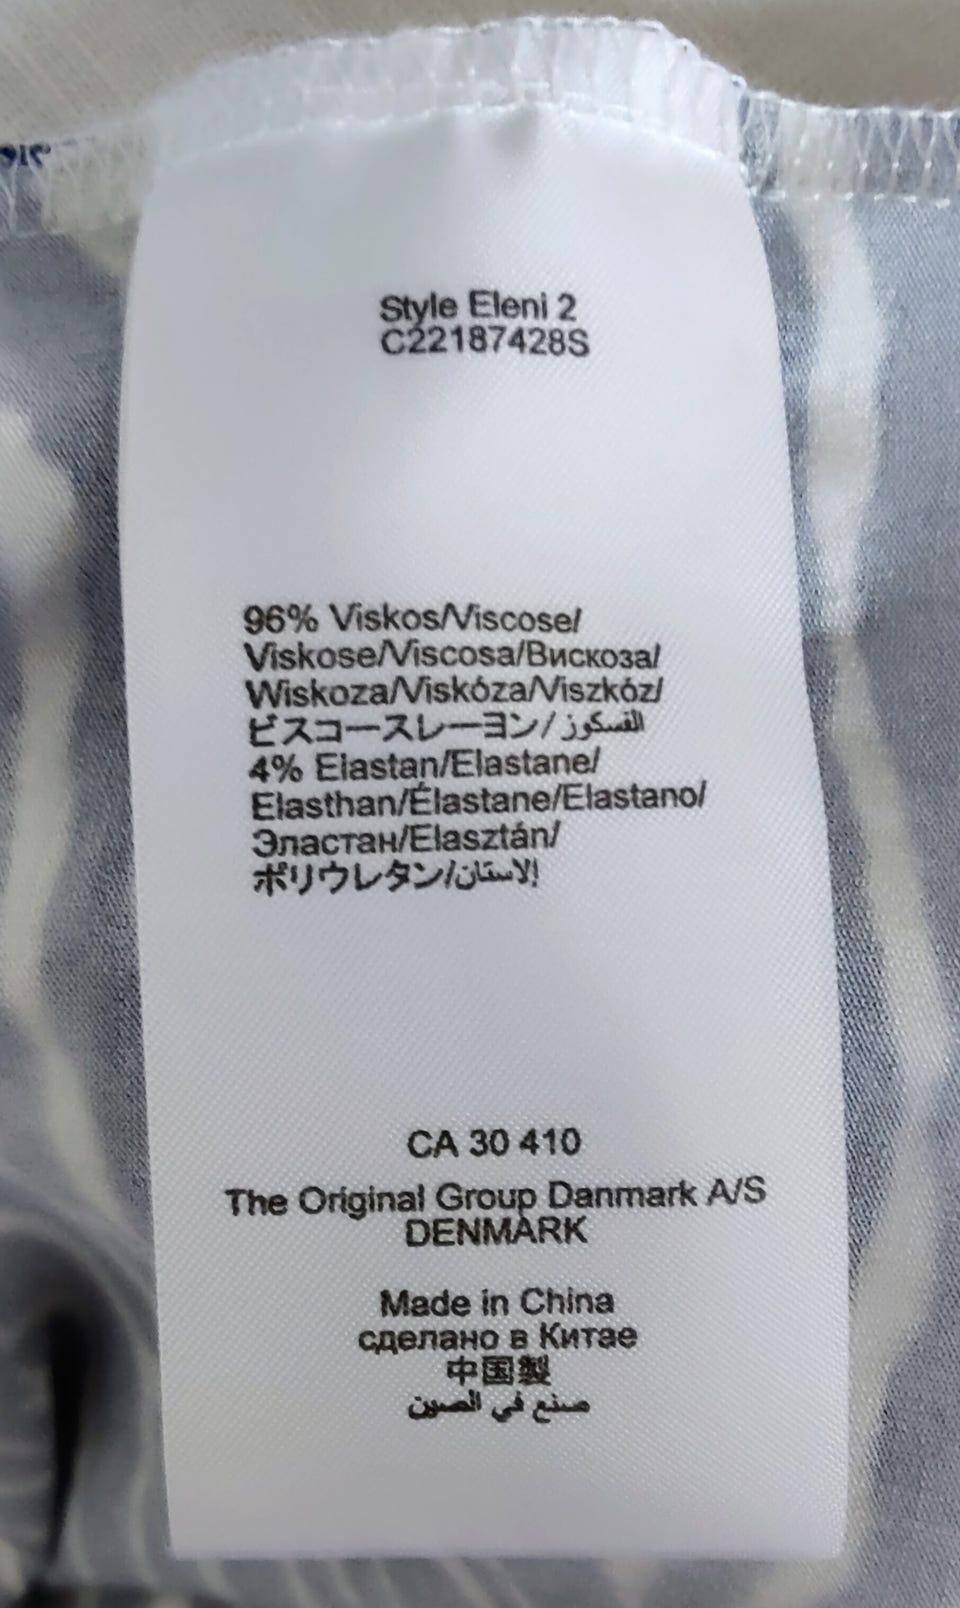 Style Eleni 2
C22187428S
96% Viskos/Viscose/
Viskose/Viscosa/Вискоза/
Wiskoza/Viskóza/Viszkóz/
ビスコースレーヨン/القسكوز
4% Elastan/Elastane/
Elasthan/Élastane/Elastano/
Эластан/Elasztán/
ポリウレタン/إلاستان
CA 30 410
The Original Group Danmark A/S
DENMARK
Made in China
сделано в Китае
中国製
صنع في الصين